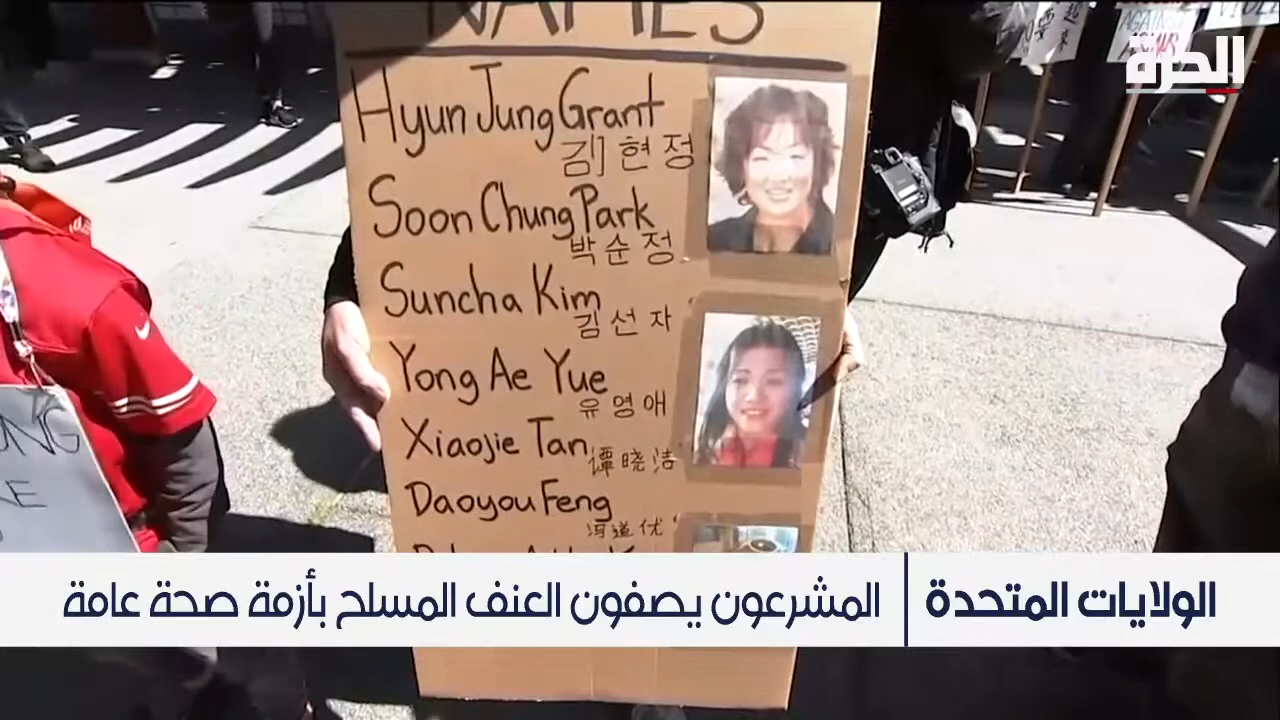 NAMES
Hyun Jung Grant
김현정
Soon Chung Park
박순정
Suncha Kim
김선자
Yong Ae Yue
유영애
Xiaojie Tan
谭晓洁
Daoyou Feng
冯道优
الحرة
AGAINST
الولايات المتحدة
المشرعون يصفون العنف المسلح بأزمة صحة عامة